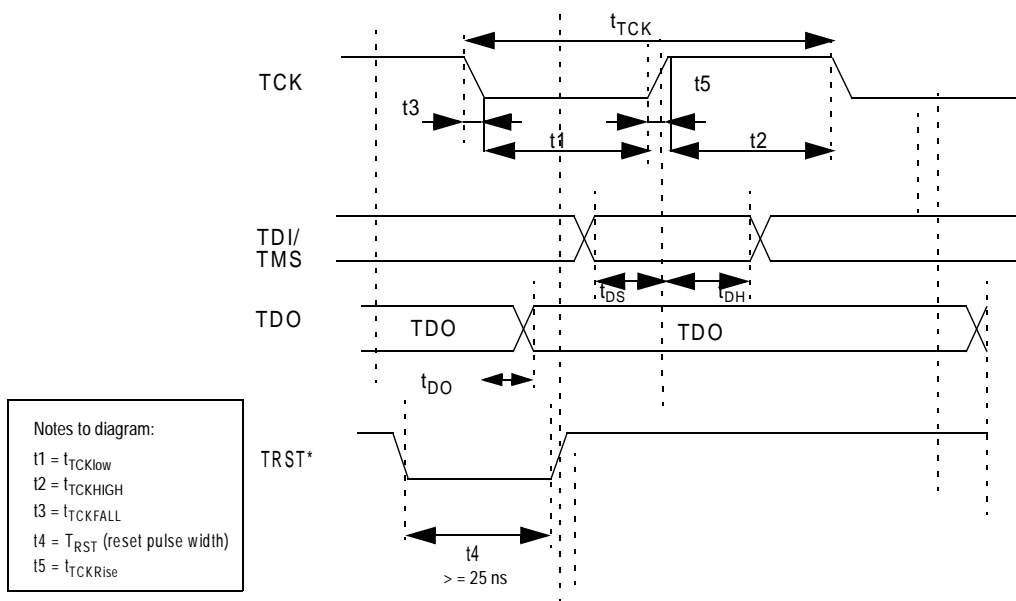 tTCK
TCK
t5
t3
t1
t2
TDI/
TMS
tDS
tDH
TDO
TDO
TDO
tDO
Notes to diagram:
t1 = tTCKlow
t2 = tTCKHIGH
t3 = tTCKFALL
t4 = TRST (reset pulse width)
t5 = tTCKRise
TRST*
t4
> = 25 ns